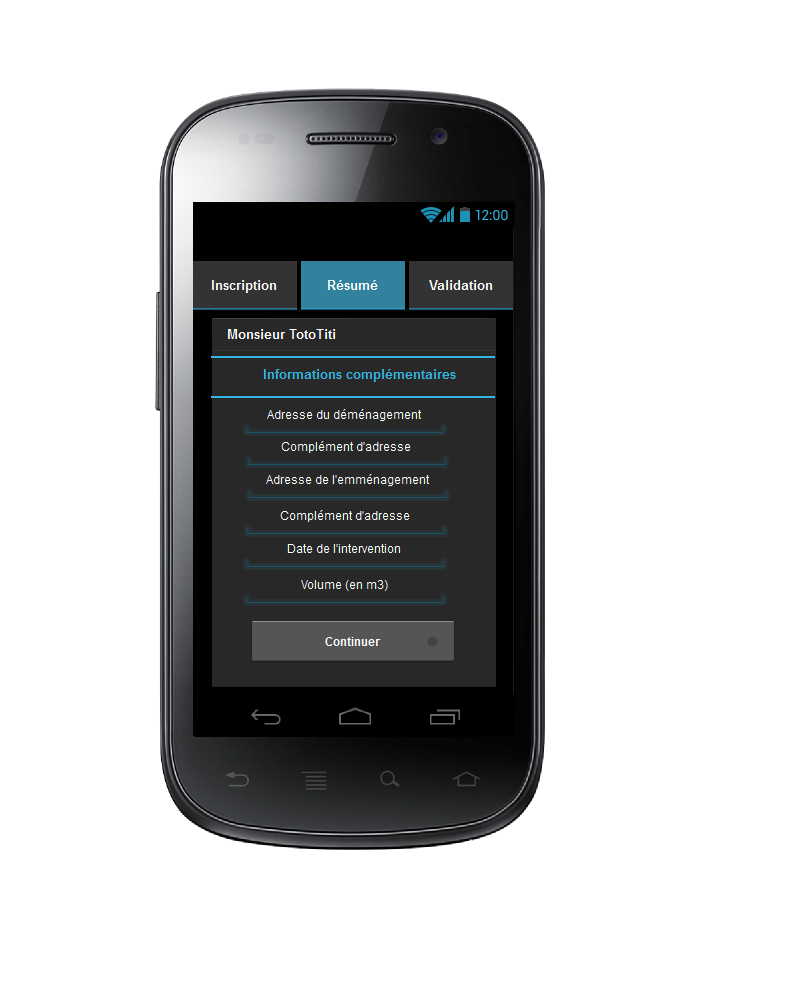 12:00
Inscription Résumé Validation
Monsieur TotoTiti
Informations complémentaires
Adresse du déménagement
Complément d'adresse
Adresse de l'emménagement
Complément d'adresse
Date de l'intervention
Volume (en m3)
Continuer